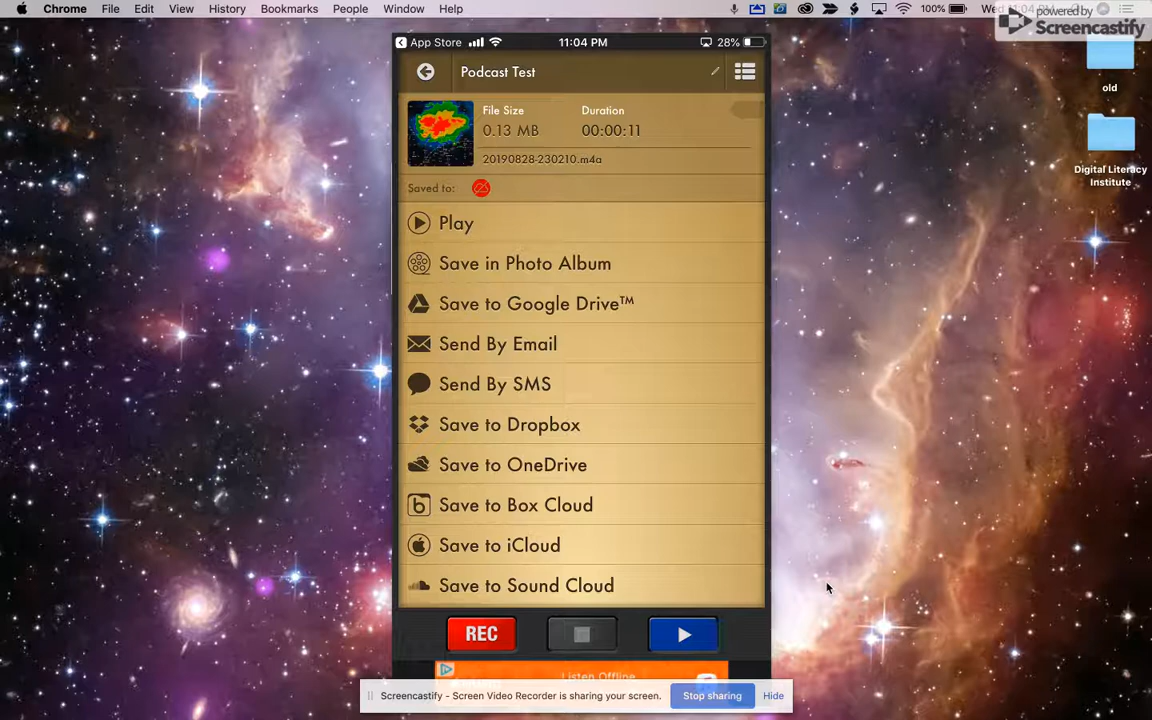 Chrome File Edit View History Bookmarks People Window Help 100% Wed 11:04 PM
powered by
Screencastify
App Store 11:04 PM 28%
Podcast Test
File Size Duration
0.13 MB 00:00:11
20190828-230210.m4a
Saved to:
Play
Save in Photo Album
Save to Google Drive™
Send By Email
Send By SMS
Save to Dropbox
Save to OneDrive
Save to Box Cloud
Save to iCloud
Save to Sound Cloud
REC
Listen Offline
Screencastify - Screen Video Recorder is sharing your screen. Stop sharing Hide
old
Digital Literacy
Institute